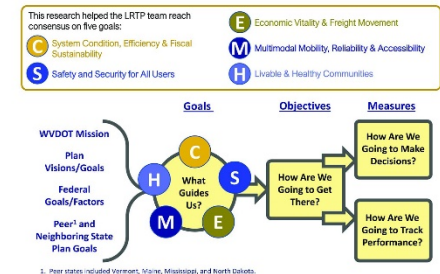 This research helped the LRTP team reach
consensus on five goals:
C System Condition, Efficiency & Fiscal
Sustainability
S Safety and Security for All Users
E Economic Vitality & Freight Movement
M Multimodal Mobility, Reliability & Accessibility
H Livable & Healthy Communities
Goals
Objectives
Measures
WVDOT Mission
Plan
Visions/Goals
Federal
Goals/Factors
Peer¹ and
Neighboring State
Plan Goals
C
H
S
M
E
What
Guides
Us?
How Are We
Going to Get
There?
How Are We
Going to Make
Decisions?
How Are We
Going to Track
Performance?
1. Peer states included Vermont, Maine, Mississippi, and North Dakota.